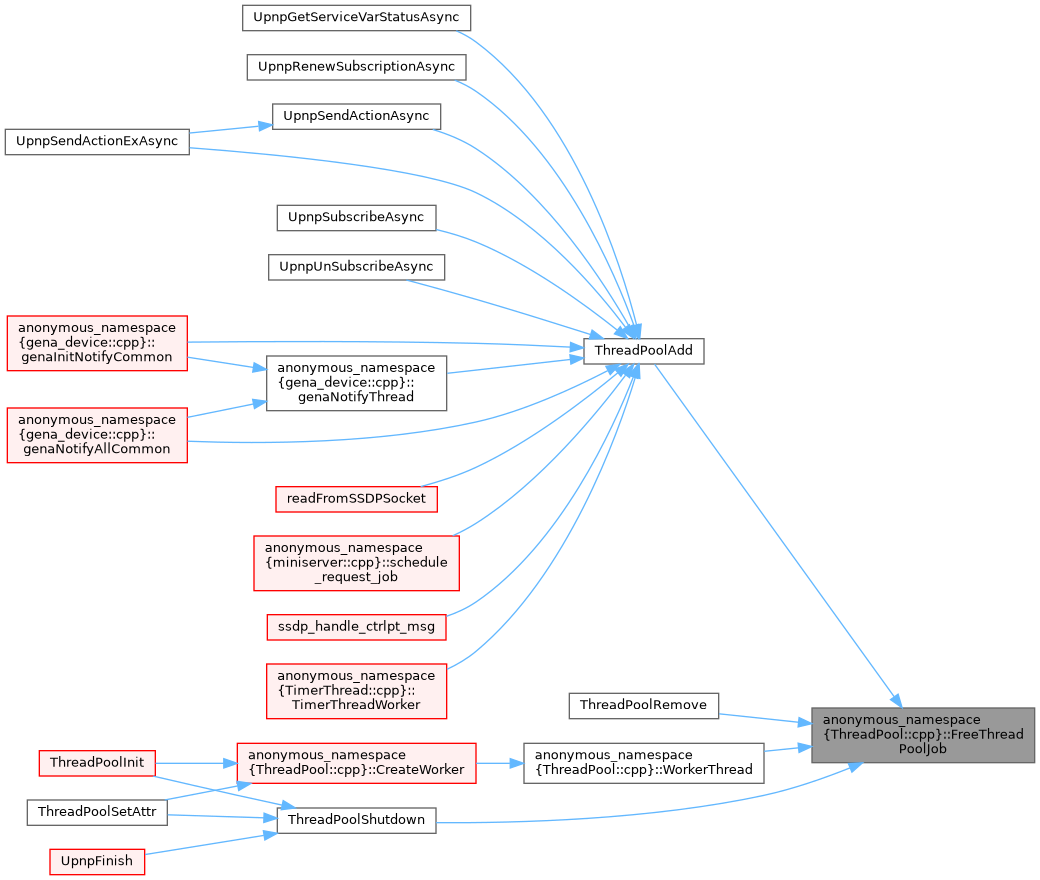 UpnpGetServiceVarStatusAsync
UpnpRenewSubscriptionAsync
UpnpSendActionAsync
UpnpSendActionExAsync
UpnpSubscribeAsync
UpnpUnSubscribeAsync
anonymous_namespace
{gena_device::cpp}::
genaInitNotifyCommon
ThreadPoolAdd
anonymous_namespace
{gena_device::cpp}::
genaNotifyThread
anonymous_namespace
{gena_device::cpp}::
genaNotifyAllCommon
readFromSSDPSocket
anonymous_namespace
{miniserver::cpp}::schedule
_request_job
ssdp_handle_ctrlpt_msg
anonymous_namespace
{TimerThread::cpp}::
TimerThreadWorker
ThreadPoolRemove
anonymous_namespace
{ThreadPool::cpp}::FreeThread
PoolJob
anonymous_namespace
{ThreadPool::cpp}::WorkerThread
anonymous_namespace
{ThreadPool::cpp}::CreateWorker
ThreadPoolInit
ThreadPoolSetAttr
ThreadPoolShutdown
UpnpFinish